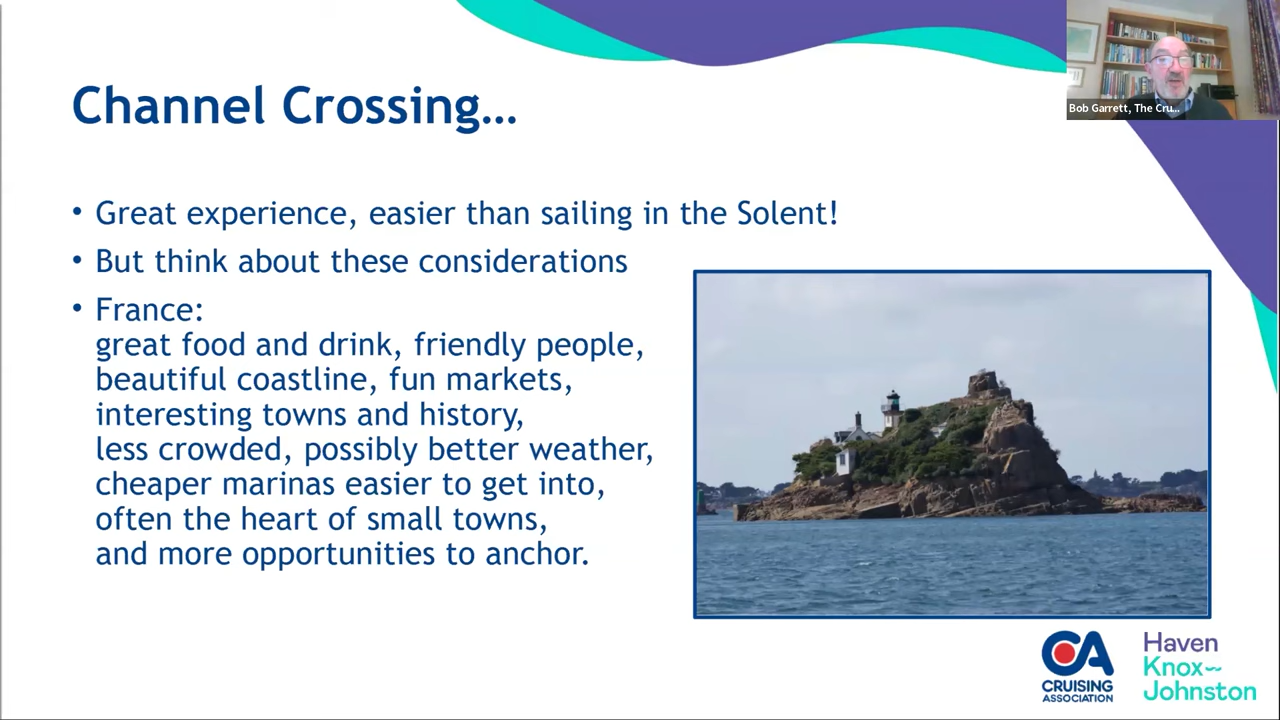 Channel Crossing...
Bob Garrett, The Cru...
• Great experience, easier than sailing in the Solent!
• But think about these considerations
• France:
great food and drink, friendly people,
beautiful coastline, fun markets,
interesting towns and history,
less crowded, possibly better weather,
cheaper marinas easier to get into,
often the heart of small towns,
and more opportunities to anchor.
CA
CRUISING
ASSOCIATION
Haven
Knox~
Johnston